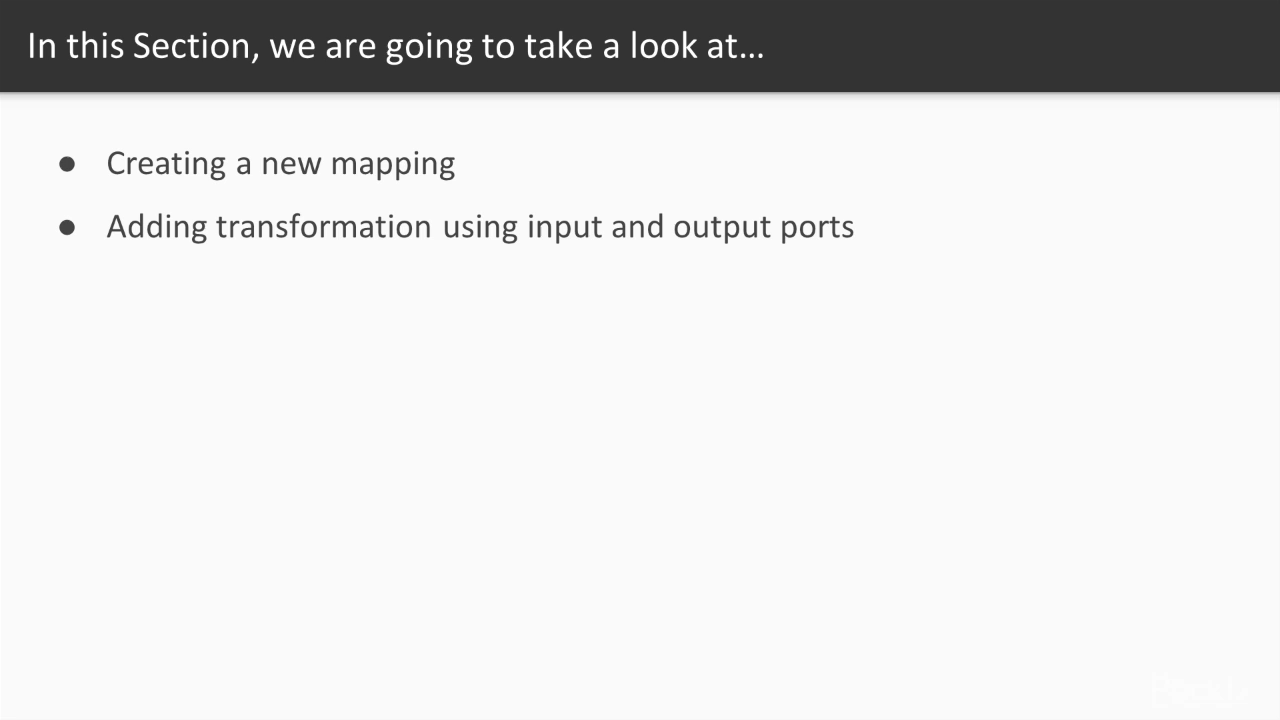 In this Section, we are going to take a look at...
● Creating a new mapping
● Adding transformation using input and output ports
Packt